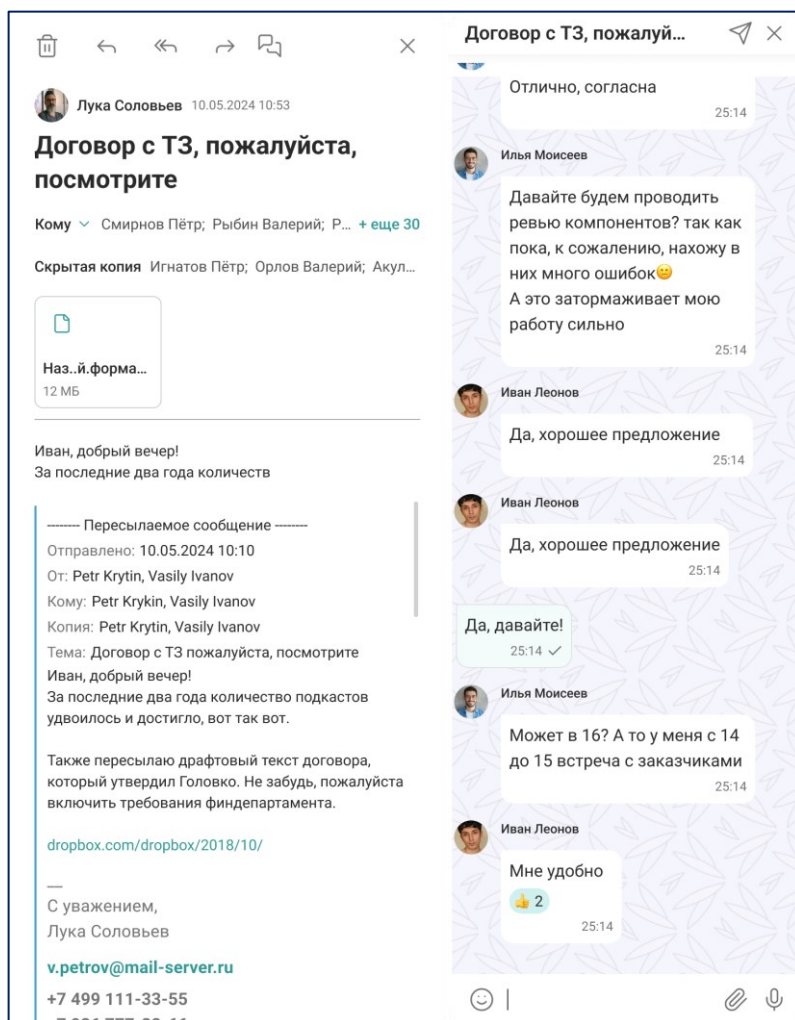 Лука Соловьев 10.05.2024 10:53
Договор с ТЗ, пожалуйста,
посмотрите
Кому Смирнов Пётр; Рыбин Валерий; Р... + еще 30
Скрытая копия Игнатов Пётр; Орлов Валерий; Акул...
Наз..й.форма...
12 МБ
Иван, добрый вечер!
За последние два года количеств
-------- Пересылаемое сообщение --------
Отправлено: 10.05.2024 10:10
От: Petr Krytin, Vasily Ivanov
Кому: Petr Krykin, Vasily Ivanov
Копия: Petr Krytin, Vasily Ivanov
Тема: Договор с ТЗ пожалуйста, посмотрите
Иван, добрый вечер!
За последние два года количество подкастов
удвоилось и достигло, вот так вот.
Также пересылаю драфтовый текст договора,
который утвердил Головко. Не забудь, пожалуйста
включить требования финдепартамента.
dropbox.com/dropbox/2018/10/
__
С уважением,
Лука Соловьев
v.petrov@mail-server.ru
+7 499 111-33-55
Договор с ТЗ, пожалуй...
Отлично, согласна
25:14
Илья Моисеев
Давайте будем проводить
ревью компонентов? так как
пока, к сожалению, нахожу в
них много ошибок🙁
А это затормаживает мою
работу сильно
25:14
Иван Леонов
Да, хорошее предложение
25:14
Иван Леонов
Да, хорошее предложение
25:14
Да, давайте!
25:14
Илья Моисеев
Может в 16? А то у меня с 14
до 15 встреча с заказчиками
25:14
Иван Леонов
Мне удобно
👍 2
25:14